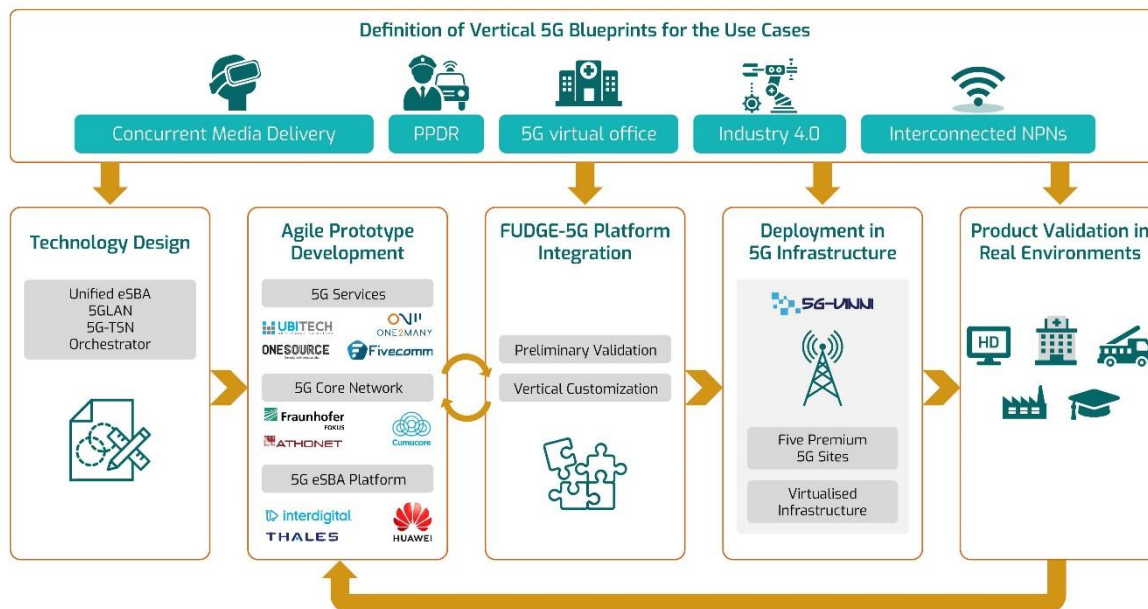 Definition of Vertical 5G Blueprints for the Use Cases
Concurrent Media Delivery
PPDR
5G virtual office
Industry 4.0
Interconnected NPNs
Technology Design
Unified eSBA
5GLAN
5G-TSN
Orchestrator
Agile Prototype
Development
5G Services
UBITECH
ONE2MANY
ONESOURCE
Fivecomm
5G Core Network
Fraunhofer
FOKUS
ATHONET
Cumucore
5G eSBA Platform
interdigital
THALES
HUAWEI
FUDGE-5G Platform
Integration
Preliminary Validation
Vertical Customization
Deployment in
5G Infrastructure
5G-VINNI
Five Premium
5G Sites
Virtualised
Infrastructure
Product Validation in
Real Environments
HD